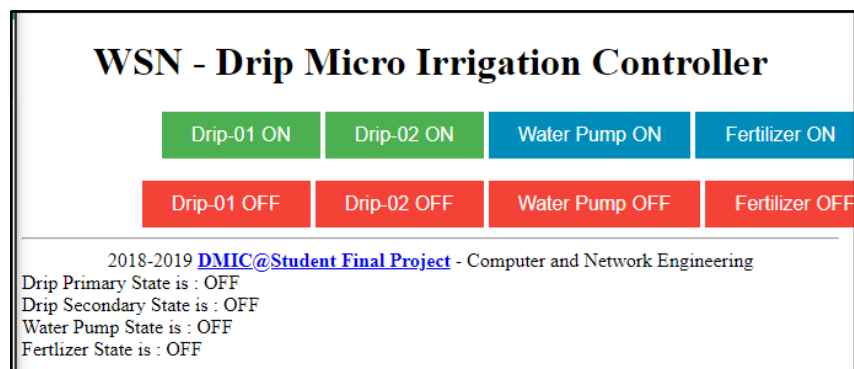 WSN - Drip Micro Irrigation Controller
Drip-01 ON Drip-02 ON Water Pump ON Fertilizer ON
Drip-01 OFF Drip-02 OFF Water Pump OFF Fertilizer OFF
2018-2019 DMIC@Student Final Project - Computer and Network Engineering
Drip Primary State is : OFF
Drip Secondary State is : OFF
Water Pump State is : OFF
Fertlizer State is : OFF